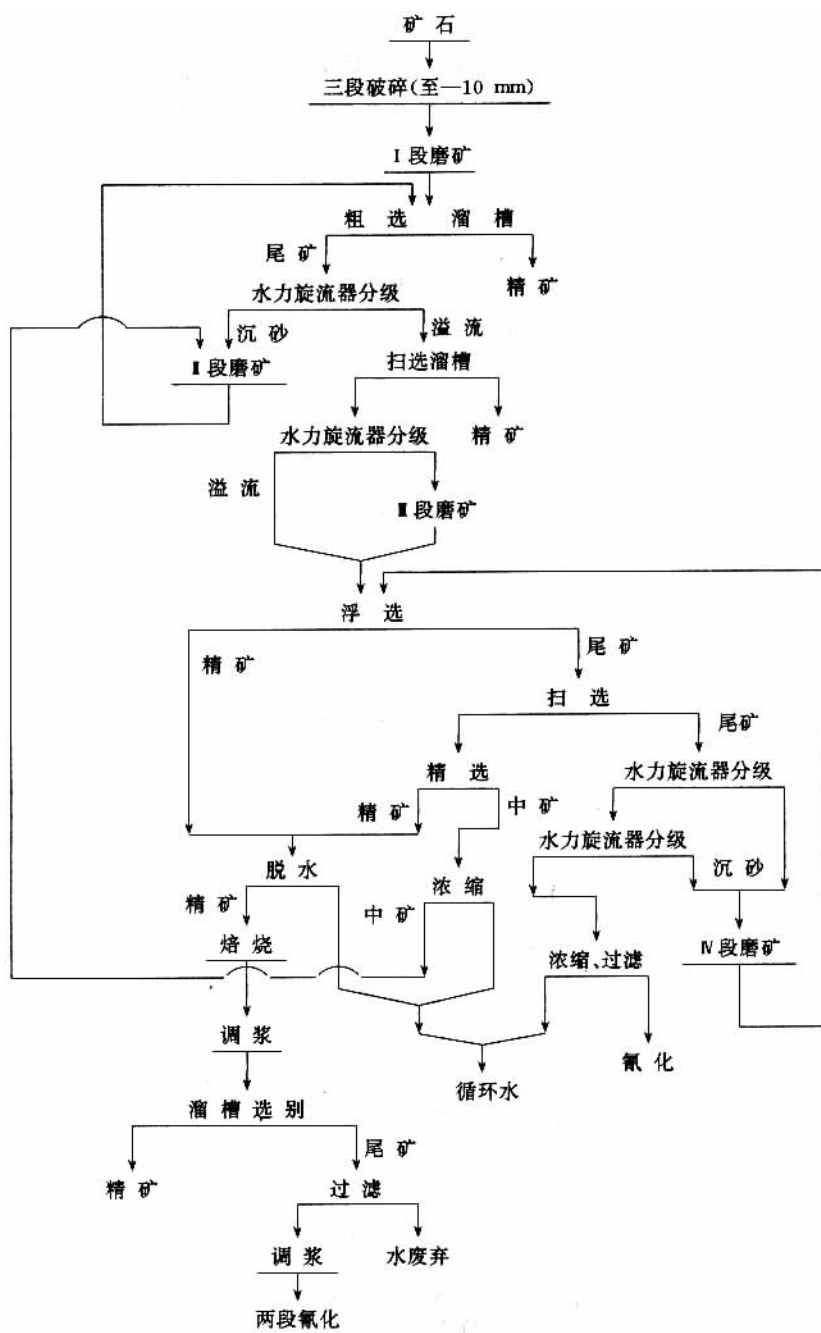 矿石
三段破碎(至—10 mm)
Ⅰ段磨矿
粗选 溜槽
尾矿
精矿
水力旋流器分级
沉砂
溢流
Ⅱ段磨矿
扫选溜槽
水力旋流器分级
精矿
溢流
Ⅲ段磨矿
浮选
精矿
尾矿
扫选
尾矿
精选
水力旋流器分级
精矿
中矿
水力旋流器分级
脱水
浓缩
沉砂
精矿
中矿
焙烧
浓缩、过滤
Ⅳ段磨矿
调浆
循环水
氰化
溜槽选别
尾矿
精矿
过滤
调浆
水废弃
两段氰化